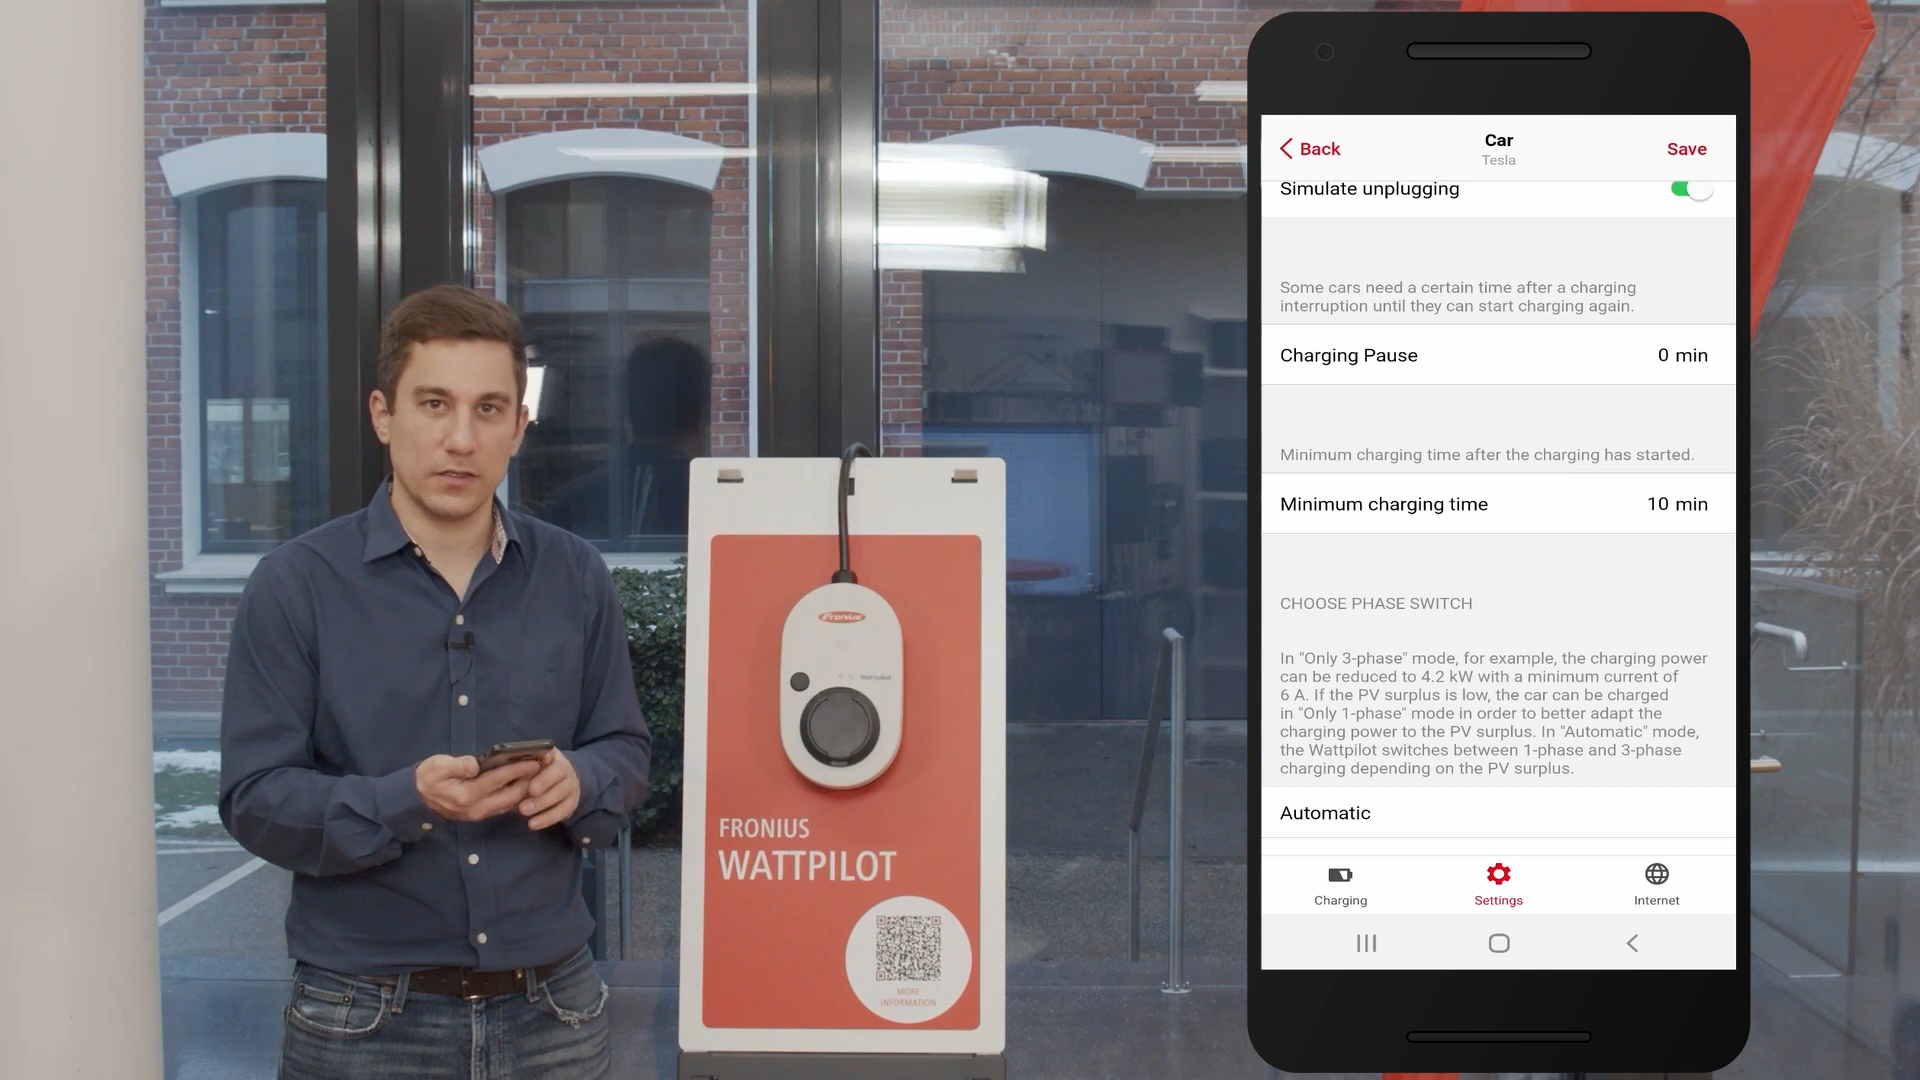 Fronius
Wattpilot
FRONIUS
WATTPILOT
MORE
INFORMATION
Back
Car
Tesla
Save
Simulate unplugging
Some cars need a certain time after a charging
interruption until they can start charging again.
Charging Pause 0 min
Minimum charging time after the charging has started.
Minimum charging time 10 min
CHOOSE PHASE SWITCH
In "Only 3-phase" mode, for example, the charging power
can be reduced to 4.2 kW with a minimum current of
6 A. If the PV surplus is low, the car can be charged
in "Only 1-phase" mode in order to better adapt the
charging power to the PV surplus. In "Automatic" mode,
the Wattpilot switches between 1-phase and 3-phase
charging depending on the PV surplus.
Automatic
Charging
Settings
Internet